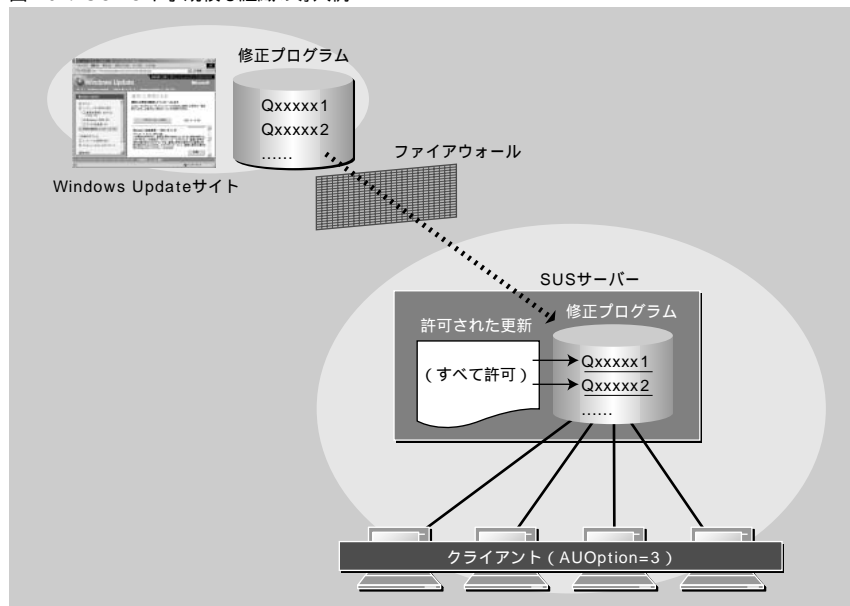 修正プログラム
Qxxxxx1
Qxxxxx2
......
Windows Updateサイト
ファイアウォール
SUSサーバー
許可された更新
修正プログラム
(すべて許可)
Qxxxxx1
Qxxxxx2
......
クライアント(AUOption=3)